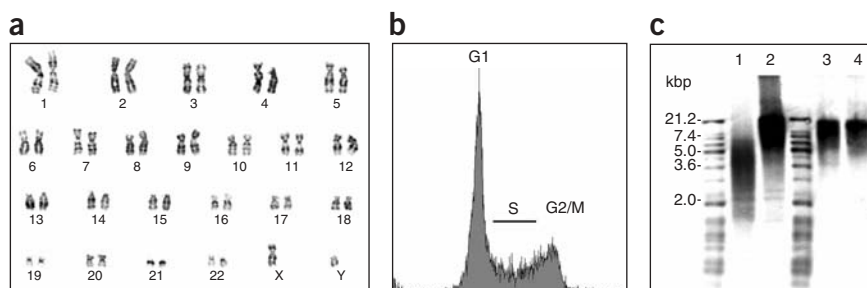 a
1 2 3 4 5
6 7 8 9 10 11 12
13 14 15 16 17 18
19 20 21 22 X Y
b
G1
S
G2/M
c
1 2 3 4
kbp
21.2-
7.4-
5.0-
3.6-
2.0-